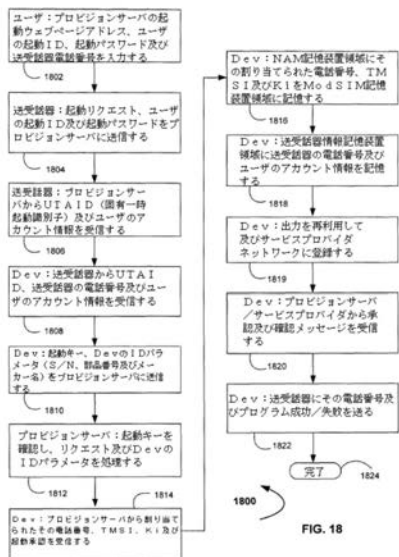 ユーザ：プロビジョンサーバの起
動ウェブページアドレス、ユーザ
の起動ID、起動パスワード及び
送受話器電話番号を入力する
1802
送受話器：起動リクエスト、ユーザ
の起動ID及び起動パスワードをプ
ロビジョンサーバに送信する
1804
送受話器：プロビジョンサー
バからUTAID（固有一時
起動識別子）及びユーザのア
カウント情報を受信する
1806
Dev：送受話器からUTAI
D、送受話器の電話番号及びユー
ザのアカウント情報を受信する
1808
Dev：起動キー、DevのIDパラメ
ータ（S／N、部品番号及びメー
カー名）をプロビジョンサーバに送信
する
1810
プロビジョンサーバ：起動キーを
確認し、リクエスト及びDevの
IDパラメータを処理する
1812
1814
Dev：プロビジョンサーバから割り当て
られたその電話番号、TMSI、Ki及び
起動承認を受信する
Dev：NAM記憶装置領域にそ
の割り当てられた電話番号、TM
SI及びKiをModSIM記憶
装置領域に記憶する
1816
Dev：送受話器情報記憶装置
領域に送受話器の電話番号及び
ユーザのアカウント情報を記憶
する
1818
Dev：出力を再利用して
及びサービスプロバイダ
ネットワークに登録する
1819
Dev：プロビジョンサーバ
／サービスプロバイダから承
認及び確認メッセージを受信
する
1820
Dev：送受話器にその電話番号
及びプログラム成功／失敗を送る
1822
完了
1824
1800
FIG. 18